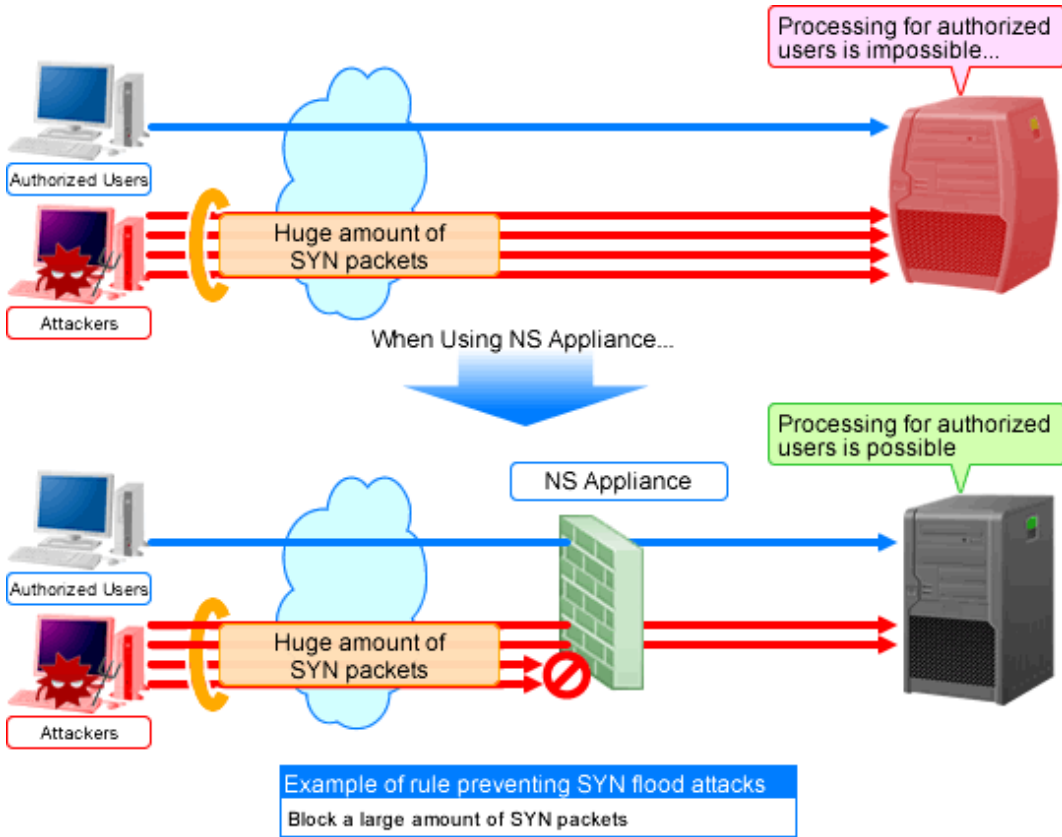 Processing for authorized
users is impossible...
Authorized Users
Huge amount of
SYN packets
Attackers
When Using NS Appliance...
Processing for authorized
users is possible
NS Appliance
Authorized Users
Huge amount of
SYN packets
Attackers
Example of rule preventing SYN flood attacks
Block a large amount of SYN packets